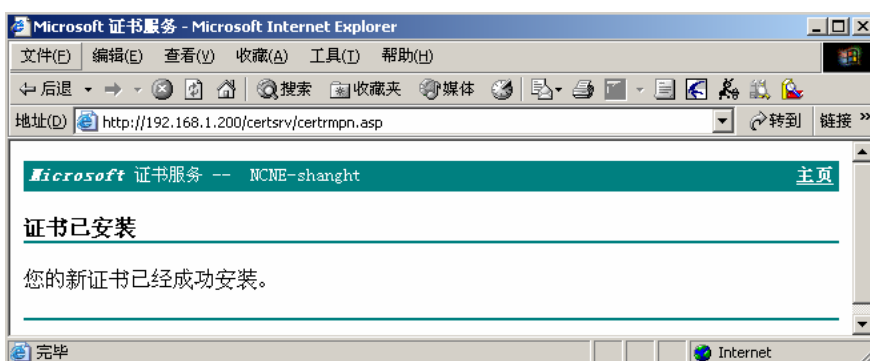 Microsoft 证书服务 - Microsoft Internet Explorer
文件(F) 编辑(E) 查看(V) 收藏(A) 工具(T) 帮助(H)
后退 搜索 收藏夹 媒体
地址(D) http://192.168.1.200/certsrv/certrmpn.asp 转到 链接 »
Microsoft 证书服务 -- NCNE-shanght 主页
证书已安装
您的新证书已经成功安装。
完毕 Internet